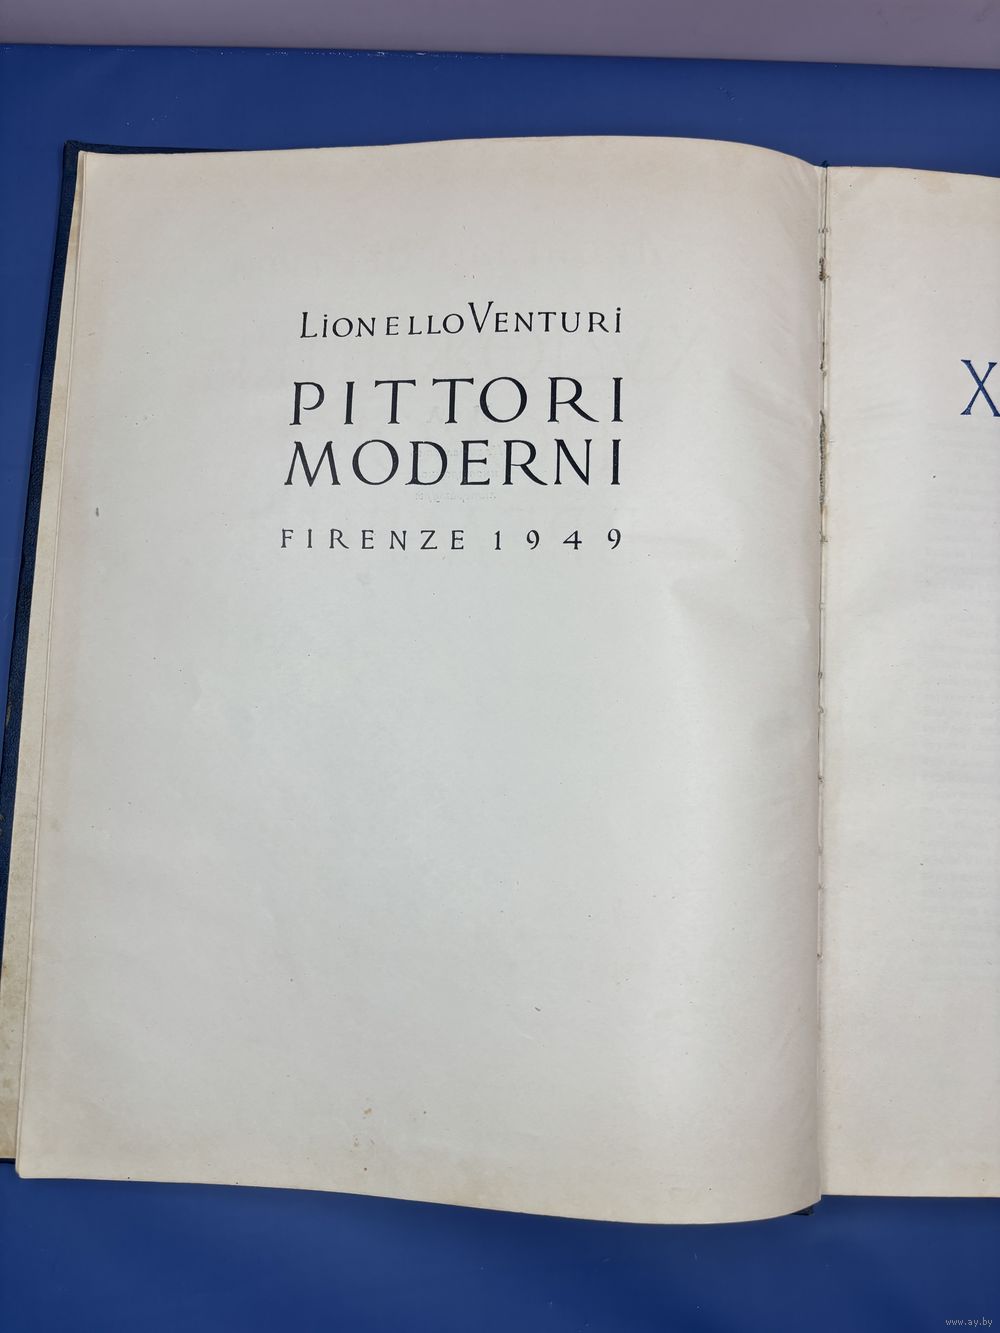 Lionello Venturi
PITTORI
MODERNI
FIRENZE 1949
X
www.ay.by